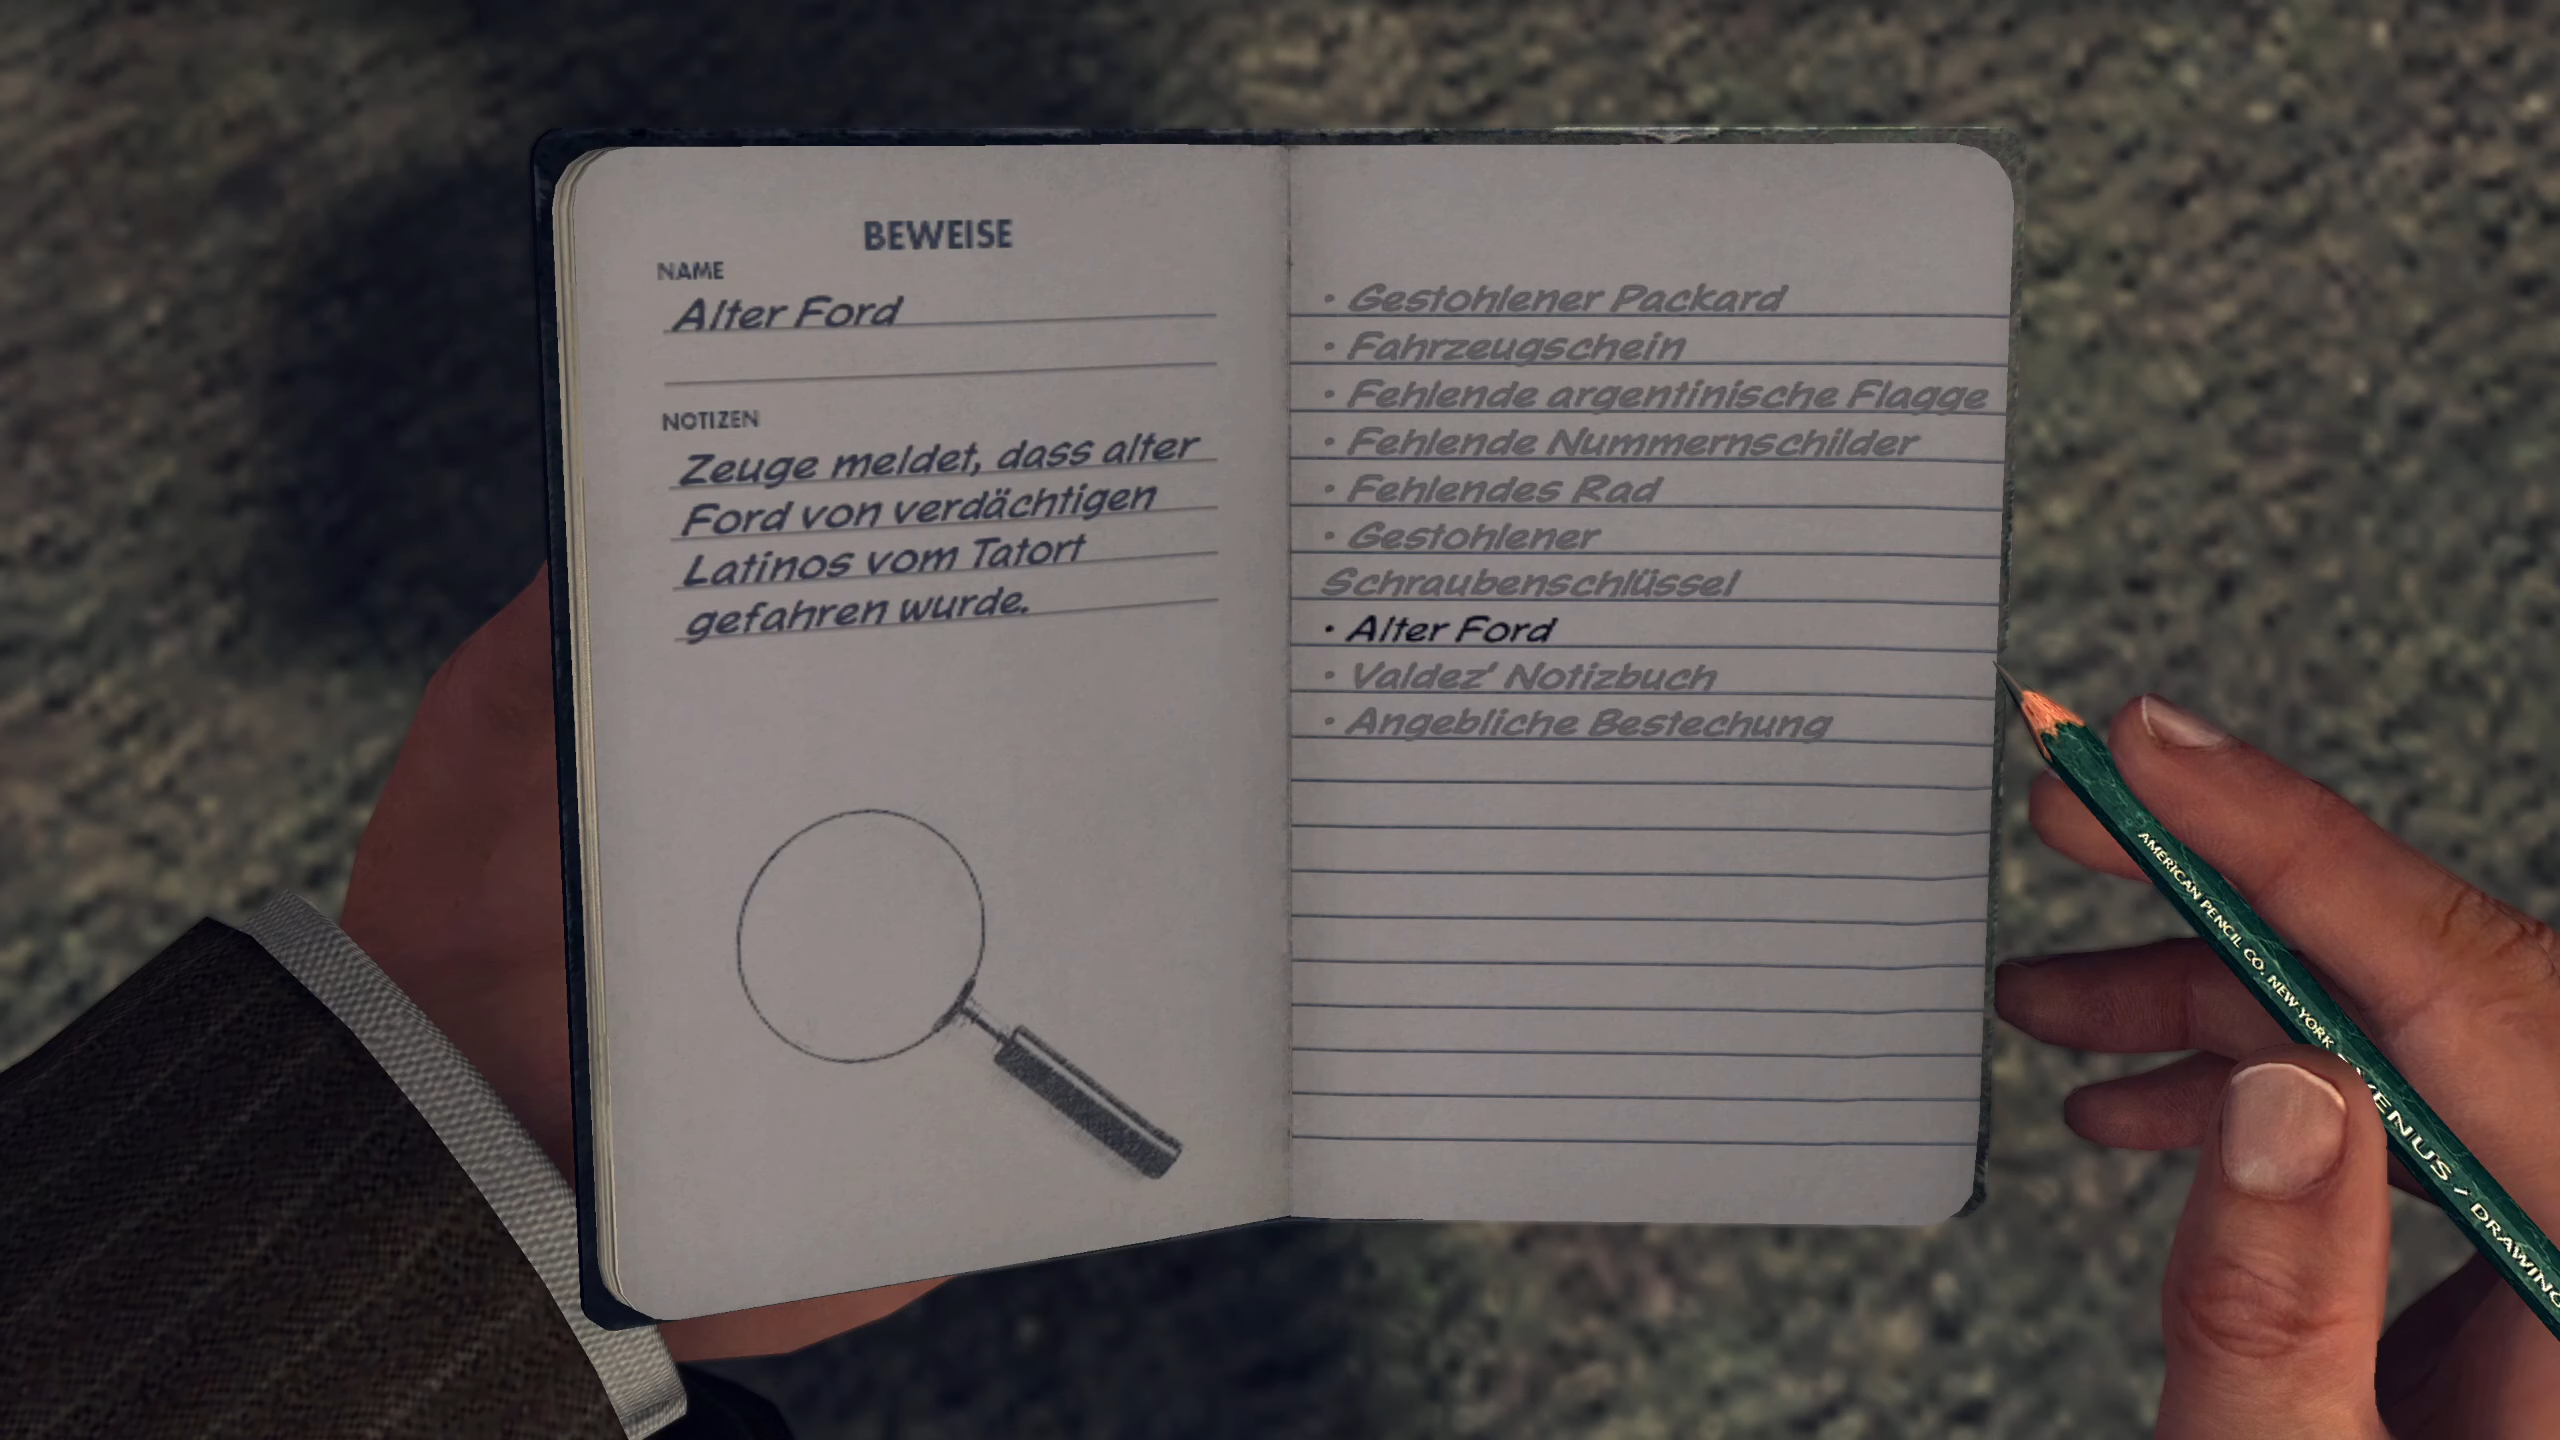 BEWEISE
NAME
Alter Ford
NOTIZEN
Zeuge meldet, dass alter
Ford von verdächtigen
Latinos vom Tatort
gefahren wurde.
• Gestohlener Packard
• Fahrzeugschein
• Fehlende argentinische Flagge
• Fehlende Nummernschilder
• Fehlendes Rad
• Gestohlener
Schraubenschlüssel
• Alter Ford
• Valdez' Notizbuch
• Angebliche Bestechung
AMERICAN PENCIL CO. NEW YORK VENUS / DRAWING